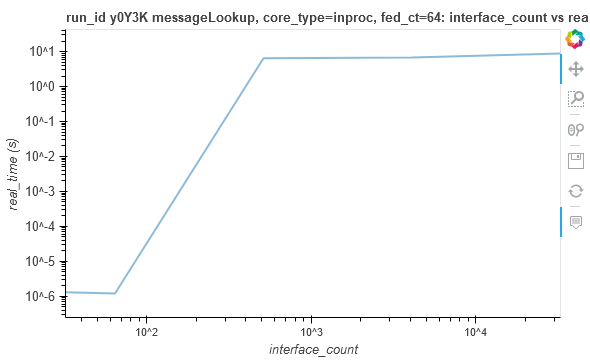 run_id y0Y3K messageLookup, core_type=inproc, fed_ct=64: interface_count vs rea
10^1
10^0
10^-1
10^-2
10^-3
10^-4
10^-5
10^-6
real_time (s)
10^2 10^3 10^4
interface_count